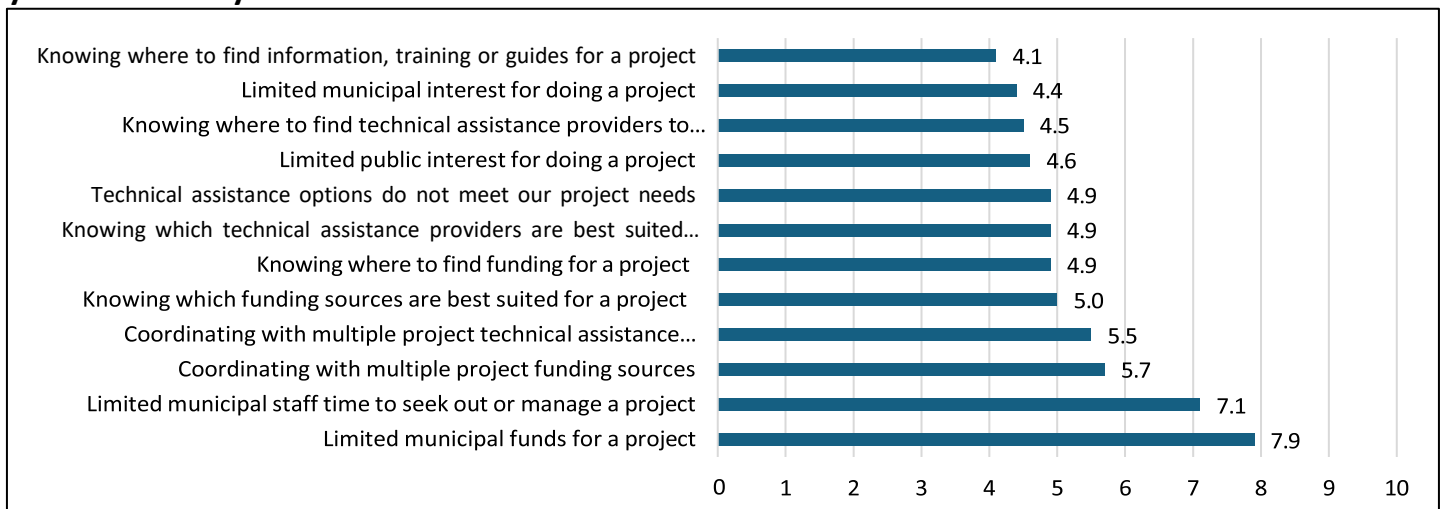 Knowing where to find information, training or guides for a project 4.1
Limited municipal interest for doing a project 4.4
Knowing where to find technical assistance providers to... 4.5
Limited public interest for doing a project 4.6
Technical assistance options do not meet our project needs 4.9
Knowing which technical assistance providers are best suited... 4.9
Knowing where to find funding for a project 4.9
Knowing which funding sources are best suited for a project 5.0
Coordinating with multiple project technical assistance... 5.5
Coordinating with multiple project funding sources 5.7
Limited municipal staff time to seek out or manage a project 7.1
Limited municipal funds for a project 7.9
0 1 2 3 4 5 6 7 8 9 10